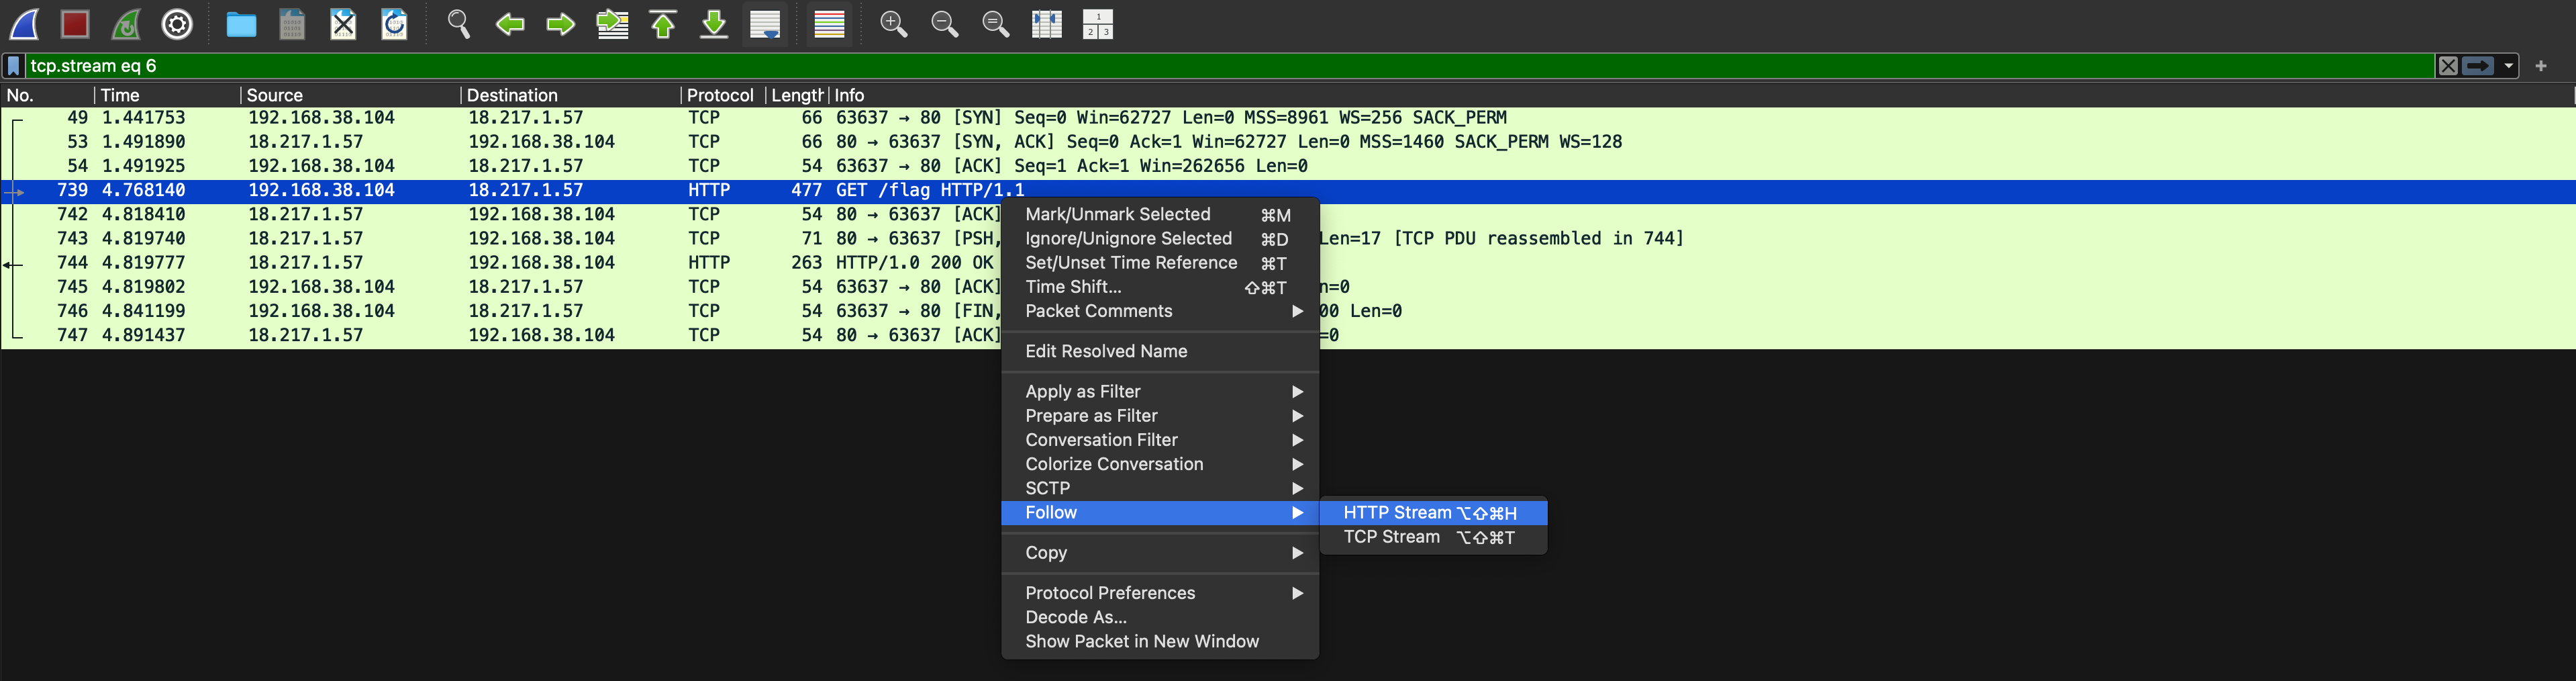 1
2 3
tcp.stream eq 6
No. Time Source Destination Protocol Length Info
49 1.441753 192.168.38.104 18.217.1.57 TCP 66 63637 → 80 [SYN] Seq=0 Win=62727 Len=0 MSS=8961 WS=256 SACK_PERM
53 1.491890 18.217.1.57 192.168.38.104 TCP 66 80 → 63637 [SYN, ACK] Seq=0 Ack=1 Win=62727 Len=0 MSS=1460 SACK_PERM WS=128
54 1.491925 192.168.38.104 18.217.1.57 TCP 54 63637 → 80 [ACK] Seq=1 Ack=1 Win=262656 Len=0
739 4.768140 192.168.38.104 18.217.1.57 HTTP 477 GET /flag HTTP/1.1
742 4.818410 18.217.1.57 192.168.38.104 TCP 54 80 → 63637 [ACK]
743 4.819740 18.217.1.57 192.168.38.104 TCP 71 80 → 63637 [PSH, Len=17 [TCP PDU reassembled in 744]
744 4.819777 18.217.1.57 192.168.38.104 HTTP 263 HTTP/1.0 200 OK
745 4.819802 192.168.38.104 18.217.1.57 TCP 54 63637 → 80 [ACK] n=0
746 4.841199 192.168.38.104 18.217.1.57 TCP 54 63637 → 80 [FIN, 00 Len=0
747 4.891437 18.217.1.57 192.168.38.104 TCP 54 80 → 63637 [ACK] =0
Mark/Unmark Selected ⌘M
Ignore/Unignore Selected ⌘D
Set/Unset Time Reference ⌘T
Time Shift... ⇧⌘T
Packet Comments
Edit Resolved Name
Apply as Filter
Prepare as Filter
Conversation Filter
Colorize Conversation
SCTP
Follow
HTTP Stream ⌥⇧⌘H
TCP Stream ⌥⇧⌘T
Copy
Protocol Preferences
Decode As...
Show Packet in New Window